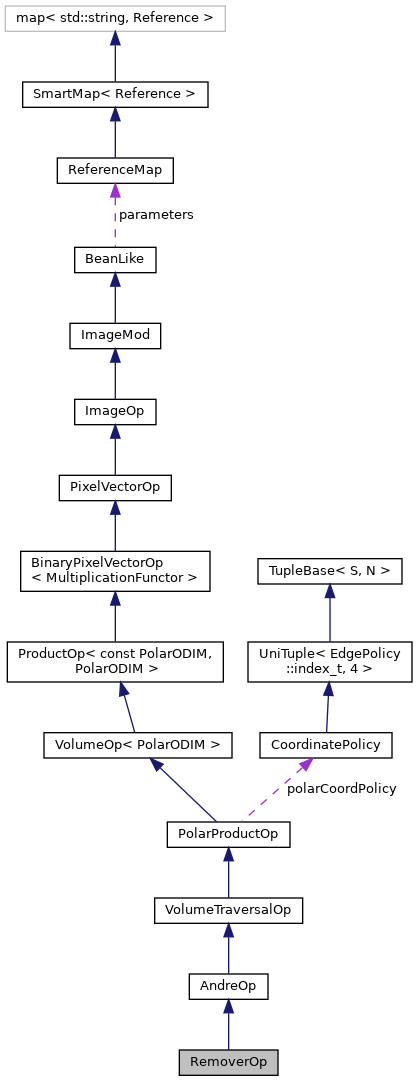 map< std::string, Reference >
SmartMap< Reference >
ReferenceMap
parameters
BeanLike
ImageMod
ImageOp
PixelVectorOp
BinaryPixelVectorOp
< MultiplicationFunctor >
TupleBase< S, N >
ProductOp< const PolarODIM,
PolarODIM >
UniTuple< EdgePolicy
::index_t, 4 >
VolumeOp< PolarODIM >
CoordinatePolicy
polarCoordPolicy
PolarProductOp
VolumeTraversalOp
AndreOp
RemoverOp